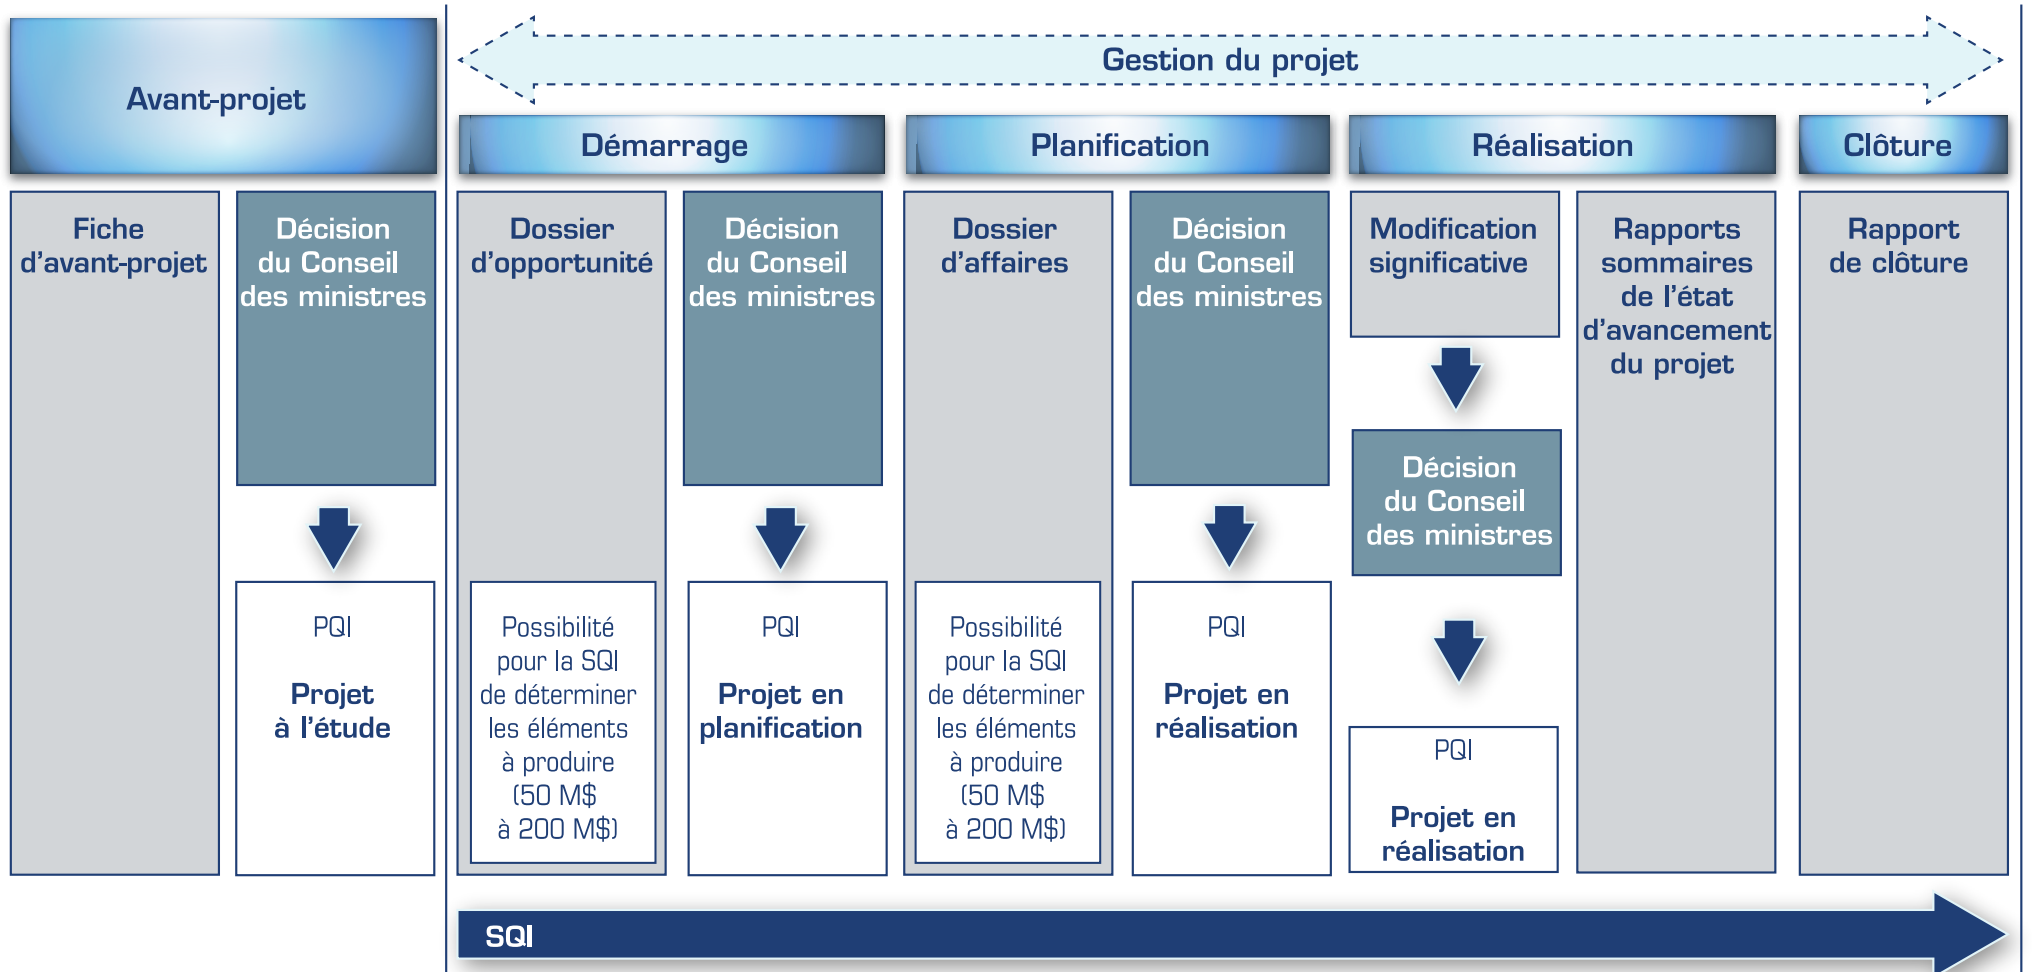 Avant-projet
Gestion du projet
Démarrage
Planification
Réalisation
Clôture
Fiche
d'avant-projet
Décision
du Conseil
des ministres
PQI
Projet
à l'étude
Dossier
d'opportunité
Possibilité
pour la SQI
de déterminer
les éléments
à produire
(50 M$
à 200 M$)
Décision
du Conseil
des ministres
PQI
Projet en
planification
Dossier
d'affaires
Possibilité
pour la SQI
de déterminer
les éléments
à produire
(50 M$
à 200 M$)
Décision
du Conseil
des ministres
PQI
Projet en
réalisation
Modification
significative
Décision
du Conseil
des ministres
PQI
Projet en
réalisation
Rapports
sommaires
de l'état
d'avancement
du projet
Rapport
de clôture
SQI